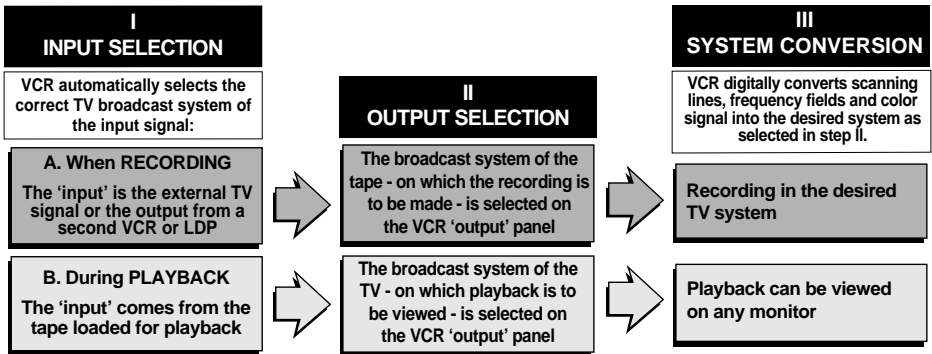 I
INPUT SELECTION
VCR automatically selects the
correct TV broadcast system of
the input signal:
A. When RECORDING
The ‘input’ is the external TV
signal or the output from a
second VCR or LDP
B. During PLAYBACK
The ‘input’ comes from the
tape loaded for playback
II
OUTPUT SELECTION
The broadcast system of the
tape - on which the recording is
to be made - is selected on
the VCR ‘output’ panel
The broadcast system of the
TV - on which playback is to
be viewed - is selected on
the VCR ‘output’ panel
III
SYSTEM CONVERSION
VCR digitally converts scanning
lines, frequency fields and color
signal into the desired system as
selected in step II.
Recording in the desired
TV system
Playback can be viewed
on any monitor